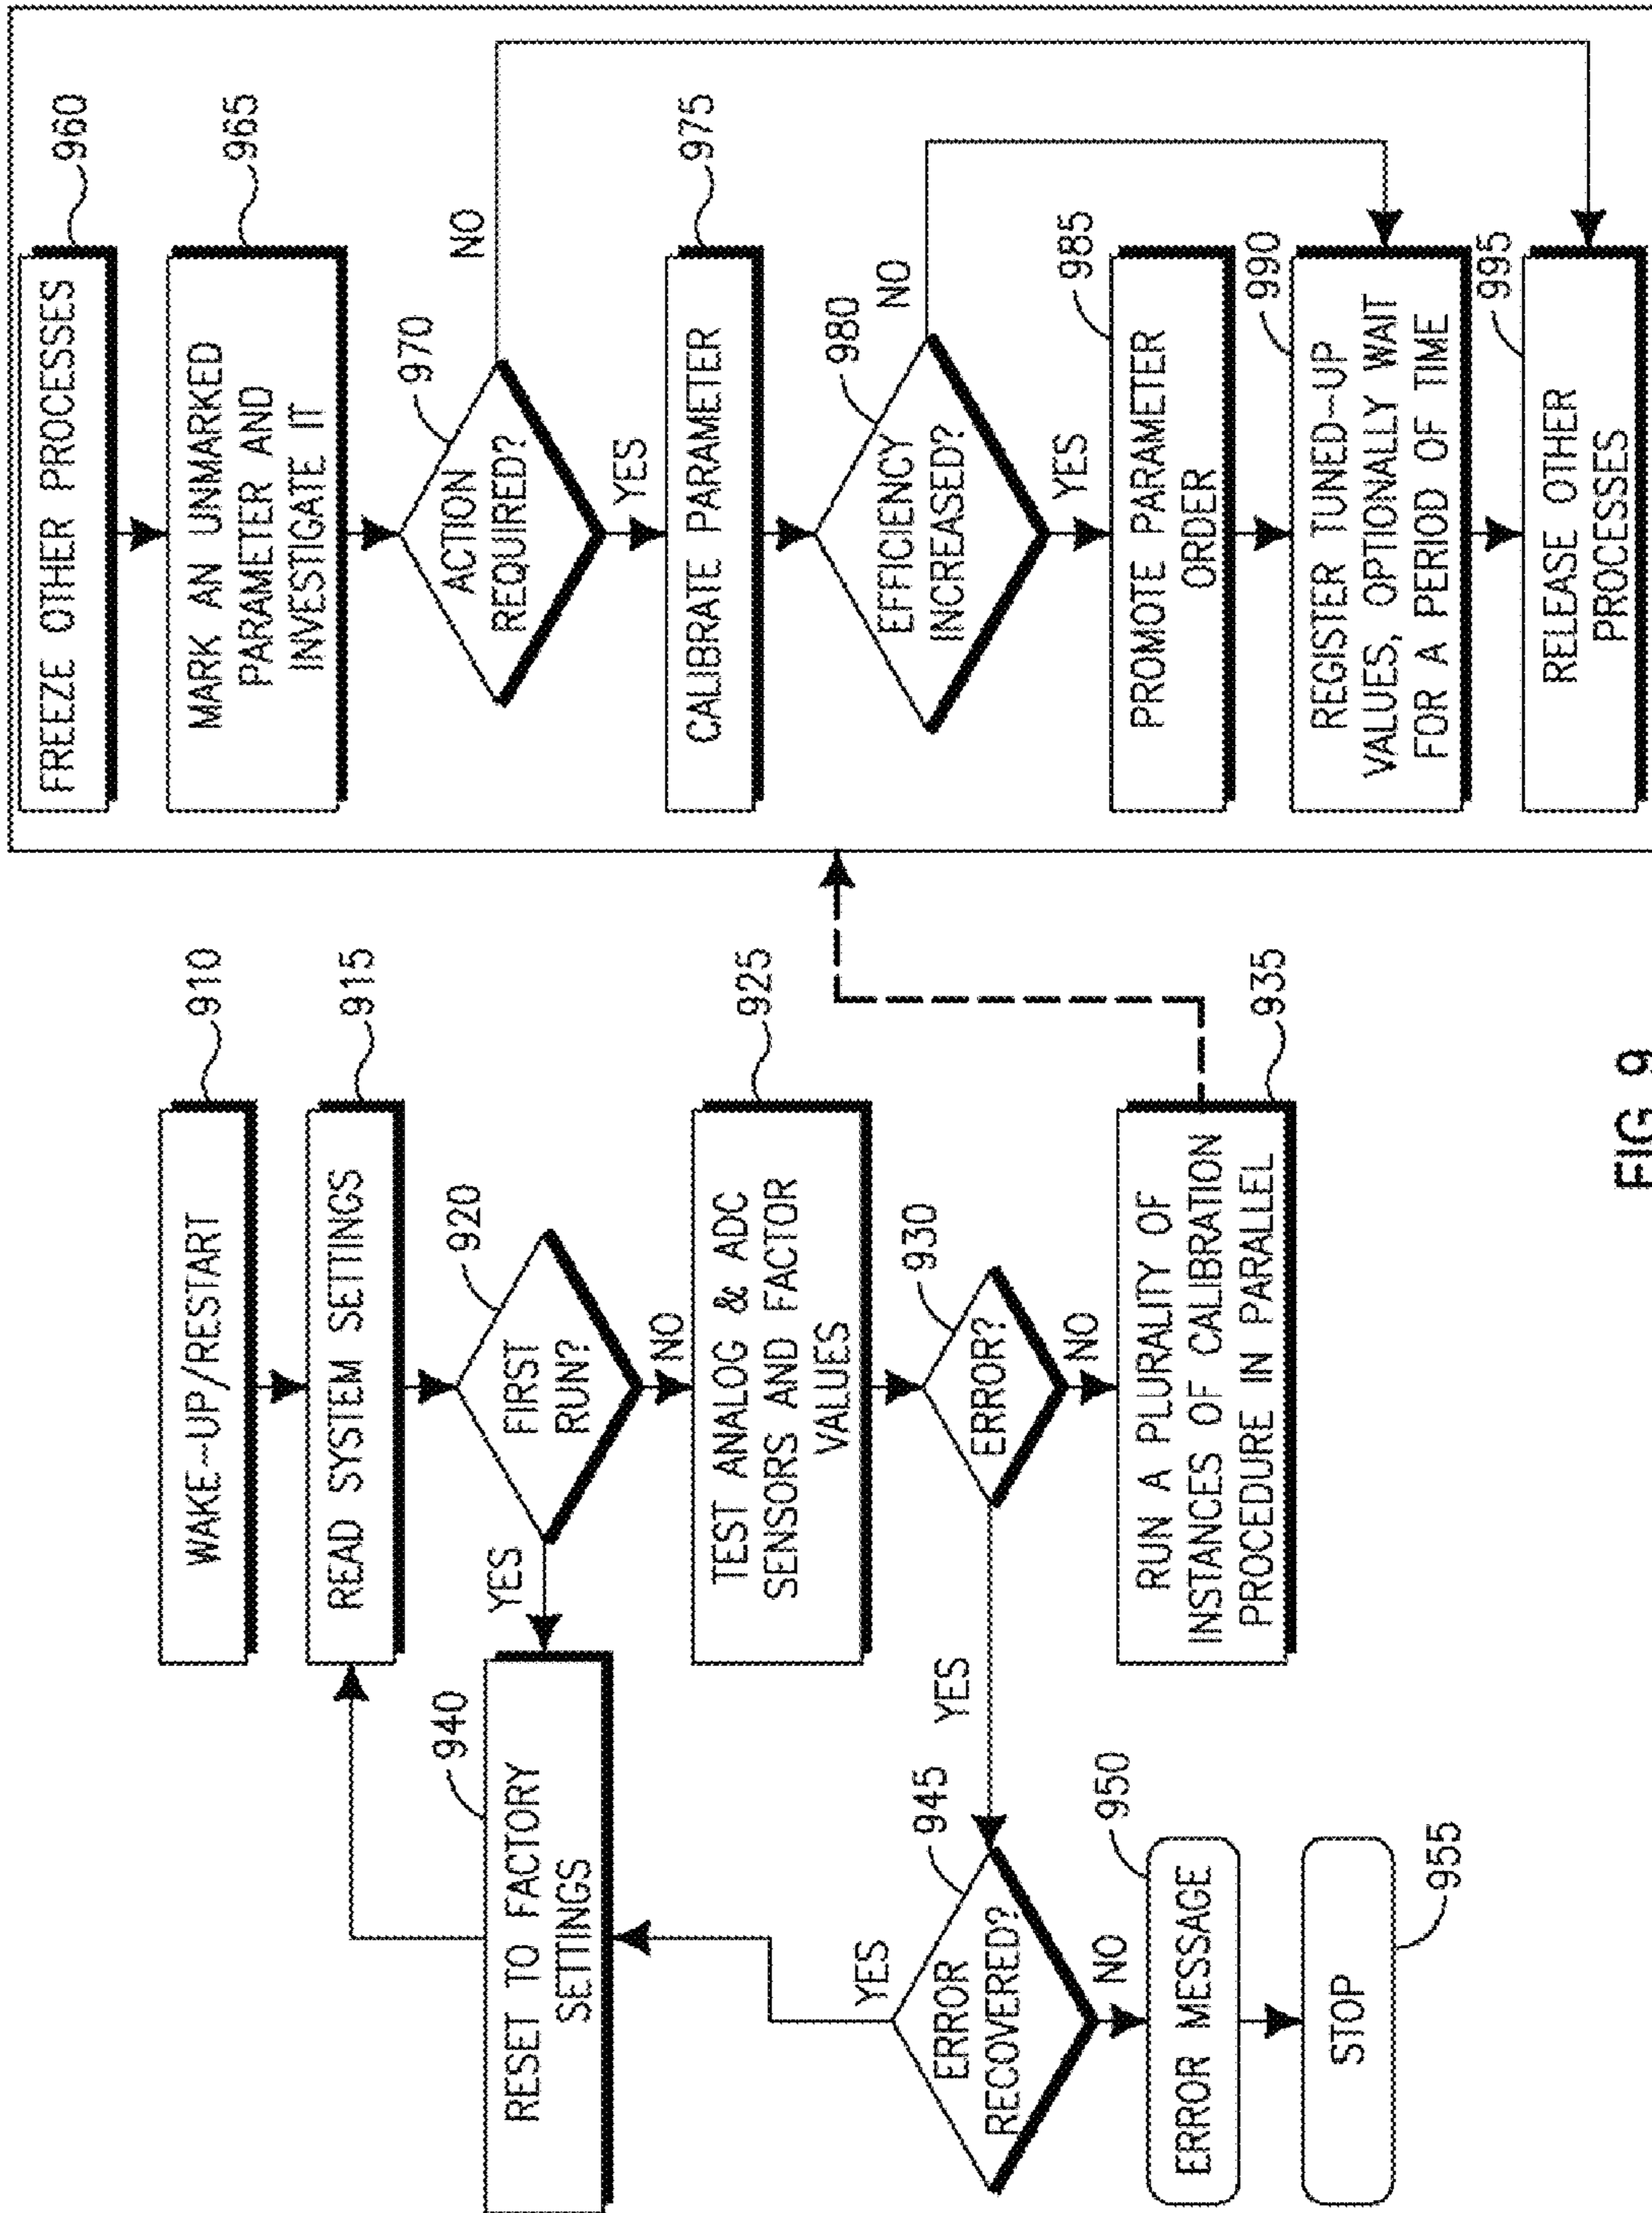 WAKE-UP/RESTART
910
READ SYSTEM SETTINGS
915
FIRST
RUN?
920
YES
NO
RESET TO FACTORY
SETTINGS
940
TEST ANALOG & ADC
SENSORS AND FACTOR
VALUES
925
ERROR?
930
YES
NO
ERROR
RECOVERED?
945
YES
NO
RUN A PLURALITY OF
INSTANCES OF CALIBRATION
PROCEDURE IN PARALLEL
935
ERROR MESSAGE
950
STOP
955
FREEZE OTHER PROCESSES
960
MARK AN UNMARKED
PARAMETER AND
INVESTIGATE IT
965
ACTION
REQUIRED?
970
NO
YES
CALIBRATE PARAMETER
975
EFFICIENCY
INCREASED?
980
NO
YES
PROMOTE PARAMETER
ORDER
985
REGISTER TUNED-UP
VALUES, OPTIONALLY WAIT
FOR A PERIOD OF TIME
990
RELEASE OTHER
PROCESSES
995
FIG. 9